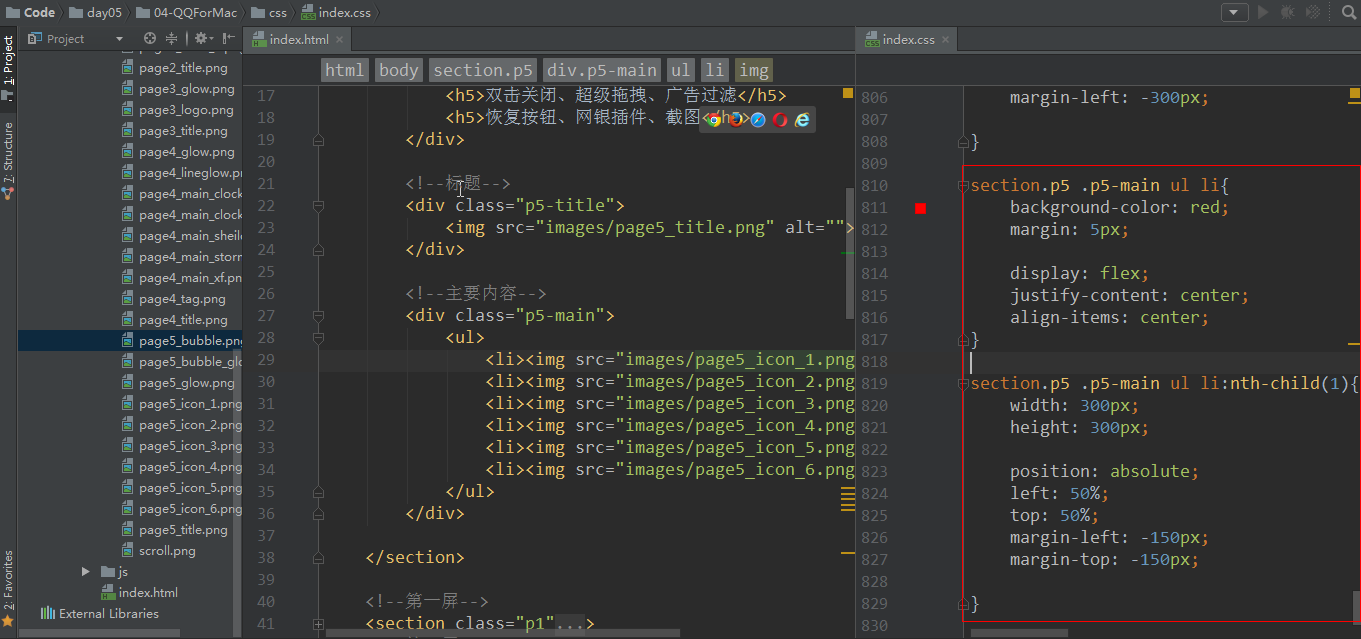 Code day05 04-QQForMac css index.css
1: Project
7: Structure
2: Favorites
Project
page2_title.png
page3_glow.png
page3_logo.png
page3_title.png
page4_glow.png
page4_lineglow.pn
page4_main_clock
page4_main_clock
page4_main_sheil
page4_main_storm
page4_main_xf.pn
page4_tag.png
page4_title.png
page5_bubble.png
page5_bubble_glo
page5_glow.png
page5_icon_1.png
page5_icon_2.png
page5_icon_3.png
page5_icon_4.png
page5_icon_5.png
page5_icon_6.png
page5_title.png
scroll.png
js
index.html
External Libraries
index.html
html body section.p5 div.p5-main ul li img
17 <h5>双击关闭、超级拖拽、广告过滤</h5>
18 <h5>恢复按钮、网银插件、截图</h5>
19 </div>
20
21 <!--标题-->
22 <div class="p5-title">
23 <img src="images/page5_title.png" alt="">
24 </div>
25
26 <!--主要内容-->
27 <div class="p5-main">
28 <ul>
29 <li><img src="images/page5_icon_1.png
30 <li><img src="images/page5_icon_2.png
31 <li><img src="images/page5_icon_3.png
32 <li><img src="images/page5_icon_4.png
33 <li><img src="images/page5_icon_5.png
34 <li><img src="images/page5_icon_6.png
35 </ul>
36 </div>
37
38 </section>
39
40 <!--第一屏-->
41 <section class="p1"...>
index.css
806 margin-left: -300px;
807
808 }
809
810 section.p5 .p5-main ul li{
811 background-color: red;
812 margin: 5px;
813
814 display: flex;
815 justify-content: center;
816 align-items: center;
817 }
818
819 section.p5 .p5-main ul li:nth-child(1){
820 width: 300px;
821 height: 300px;
822
823 position: absolute;
824 left: 50%;
825 top: 50%;
826 margin-left: -150px;
827 margin-top: -150px;
828
829 }
830